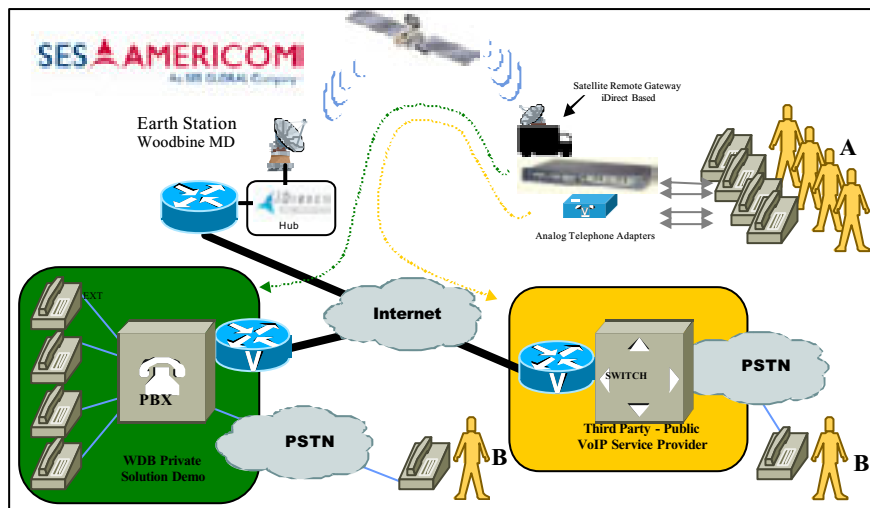 SES AMERICOM
An SES GLOBAL Company
Satellite Remote Gateway
iDirect Based
Earth Station
Woodbine MD
A
Hub
V
Analog Telephone Adapters
EXT
Internet
V
PBX
V
SWITCH
PSTN
PSTN
WDB Private
Solution Demo
B
Third Party - Public
VoIP Service Provider
B